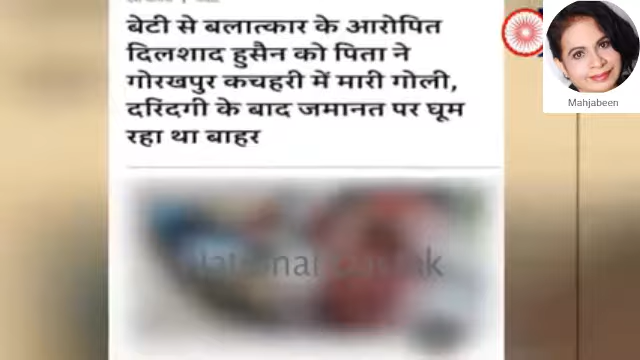 बेटी से बलात्कार के आरोपित
दिलशाद हुसैन को पिता ने
गोरखपुर कचहरी में मारी गोली,
दरिंदगी के बाद जमानत पर घूम
रहा था बाहर
Mahjabeen